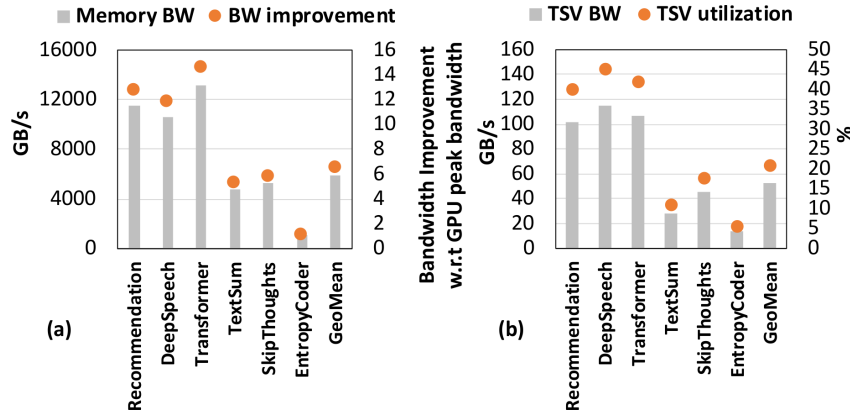 Memory BW BW improvement
GB/s
16000
12000
8000
4000
0
16
14
12
10
8
6
4
2
0
Bandwidth Improvement
w.r.t GPU peak bandwidth
Recommendation
DeepSpeech
Transformer
TextSum
SkipThoughts
EntropyCoder
GeoMean
(a)
TSV BW TSV utilization
GB/s
160
140
120
100
80
60
40
20
0
50
45
40
35
30
25
20
15
10
5
0
%
Recommendation
DeepSpeech
Transformer
TextSum
SkipThoughts
EntropyCoder
GeoMean
(b)